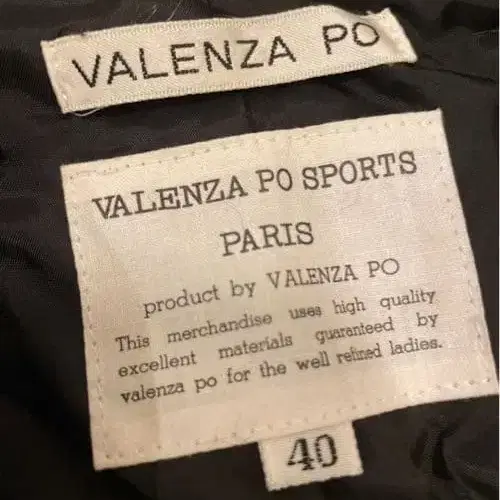 VALENZA PO
VALENZA PO SPORTS
PARIS
product by VALENZA PO
This merchandise uses high quality
excellent materials guaranteed by
valenza po for the well refined ladies.
40